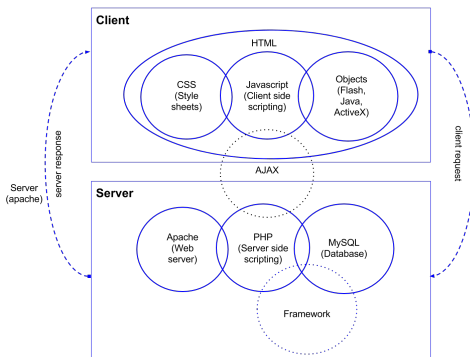 Client
HTML
CSS
(Style
sheets)
Javascript
(Client side
scripting)
Objects
(Flash,
Java,
ActiveX)
AJAX
server response
client request
Server
(apache)
Server
Apache
(Web
server)
PHP
(Server side
scripting)
MySQL
(Database)
Framework